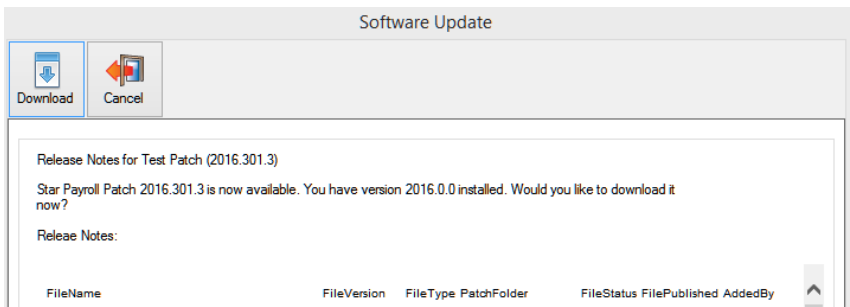 Software Update
Download Cancel
Release Notes for Test Patch (2016.301.3)
Star Payroll Patch 2016.301.3 is now available. You have version 2016.0.0 installed. Would you like to download it
now?
Releae Notes:
FileName FileVersion FileType PatchFolder FileStatus FilePublished AddedBy